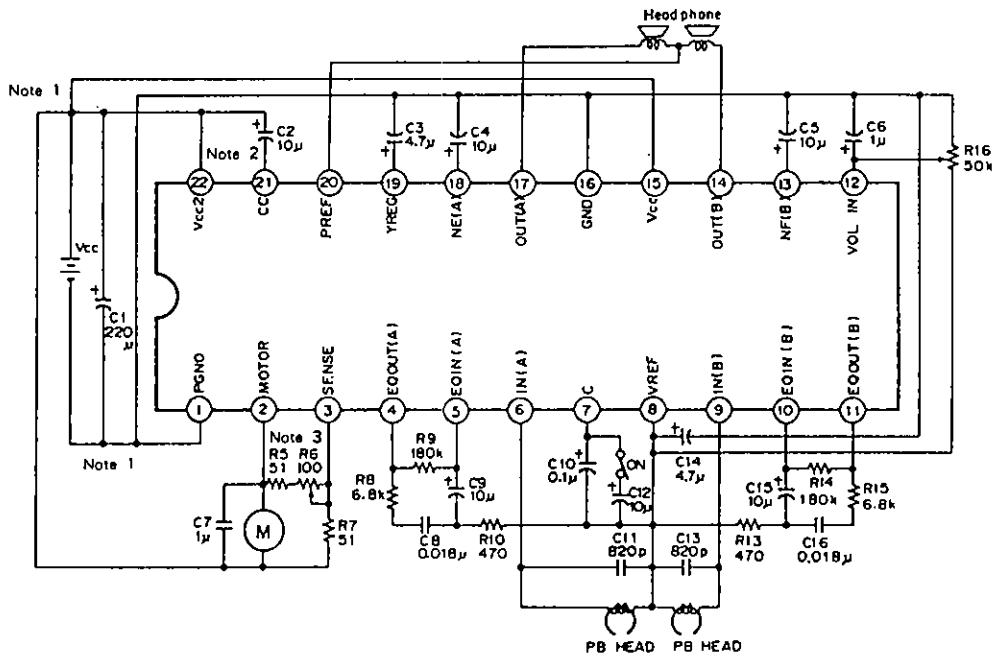 Head phone
Note 1
C2
10μ
Note 2
C3
4.7μ
C4
10μ
C5
10μ
C6
1μ
R16
50k
22
21
20
19
18
17
16
15
14
13
12
Vcc2
CC
PREF
YREG
NE(A)
OUT(A)
GND
Vcc
OUT(B)
NF(B)
VOL IN
Vcc
C1
220
μ
PGNO
MOTOR
SENSE
EQOUT(A)
EQIN(A)
IN(A)
C
VREF
IN(B)
EQIN(B)
EQOUT(B)
1
2
3
4
5
6
7
8
9
10
11
Note 1
Note 3
R5
51
R6
100
R9
180k
R8
6.8k
C9
10μ
C10
0.1μ
ON
C12
10μ
C14
4.7μ
R14
180k
C15
10μ
R15
6.8k
C7
1μ
M
R7
51
C8
0.018μ
R10
470
C11
820p
C13
820p
R13
470
C16
0.018μ
PB HEAD
PB HEAD